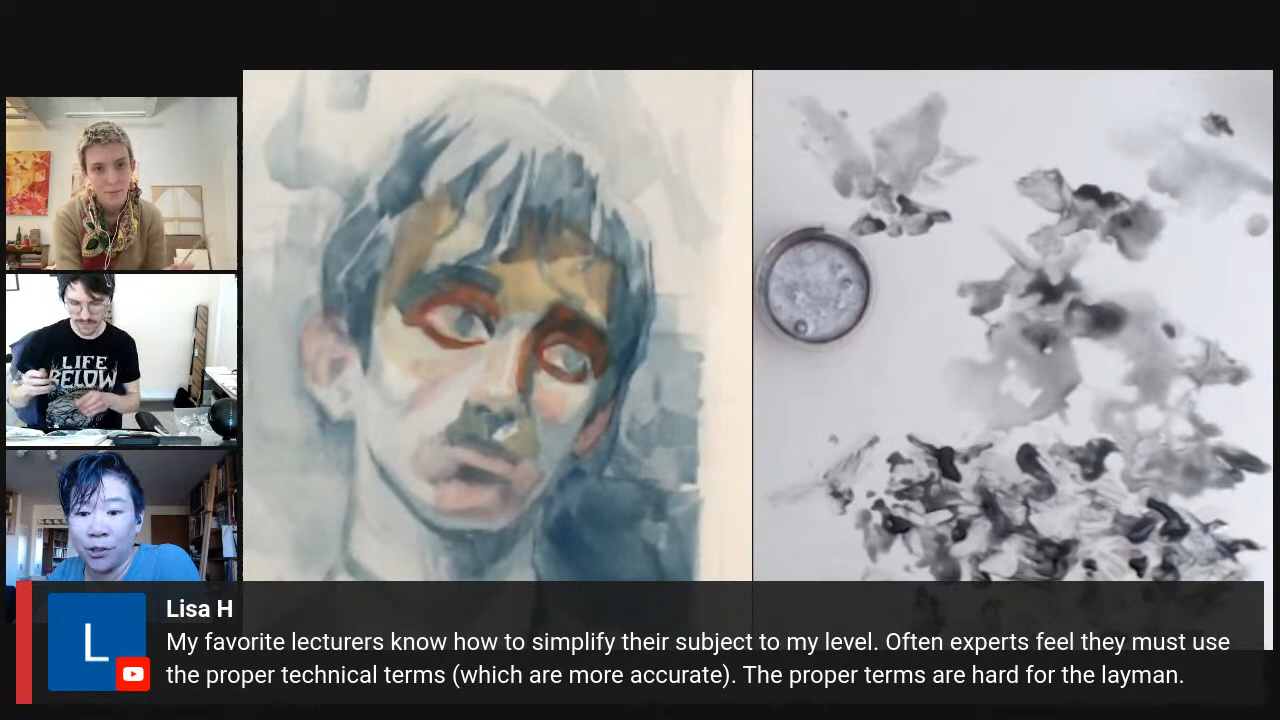 LIFE
BELOW
L
Lisa H
My favorite lecturers know how to simplify their subject to my level. Often experts feel they must use
the proper technical terms (which are more accurate). The proper terms are hard for the layman.